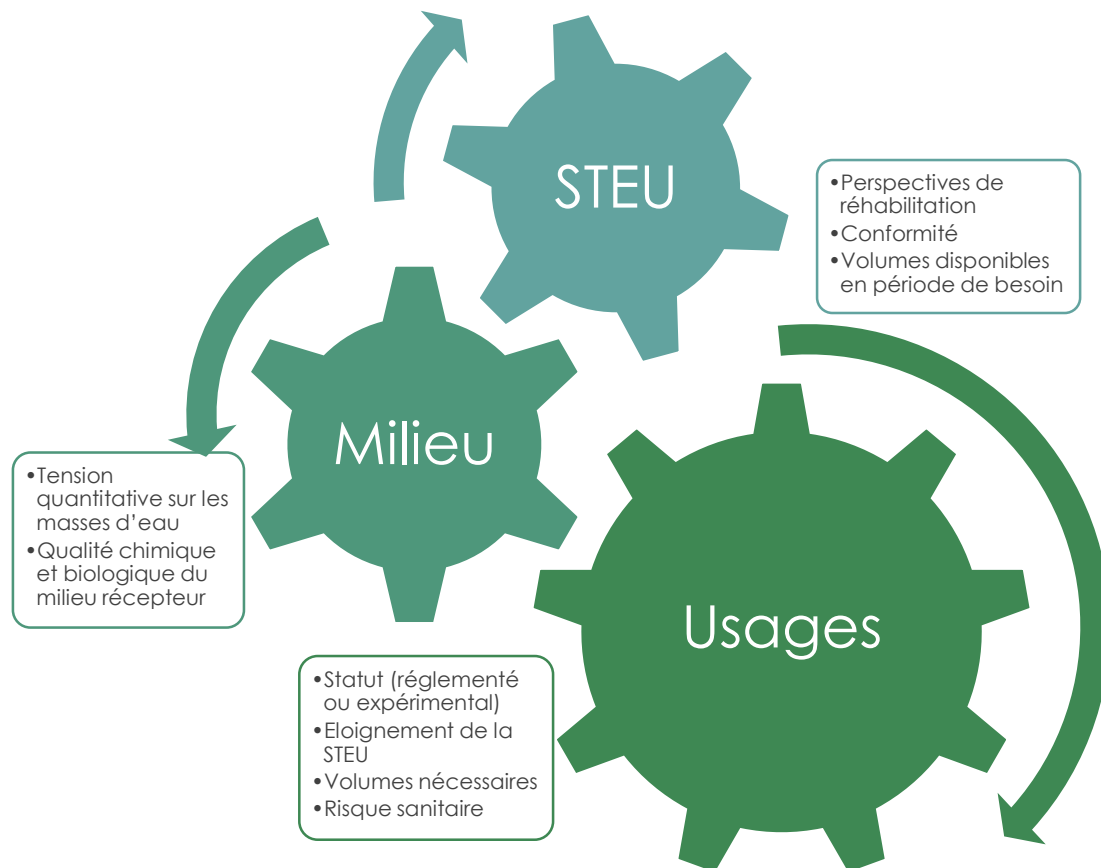 STEU
•Perspectives de
réhabilitation
•Conformité
•Volumes disponibles
en période de besoin
Milieu
•Tension
quantitative sur les
masses d’eau
•Qualité chimique
et biologique du
milieu récepteur
Usages
•Statut (réglementé
ou expérimental)
•Eloignement de la
STEU
•Volumes nécessaires
•Risque sanitaire